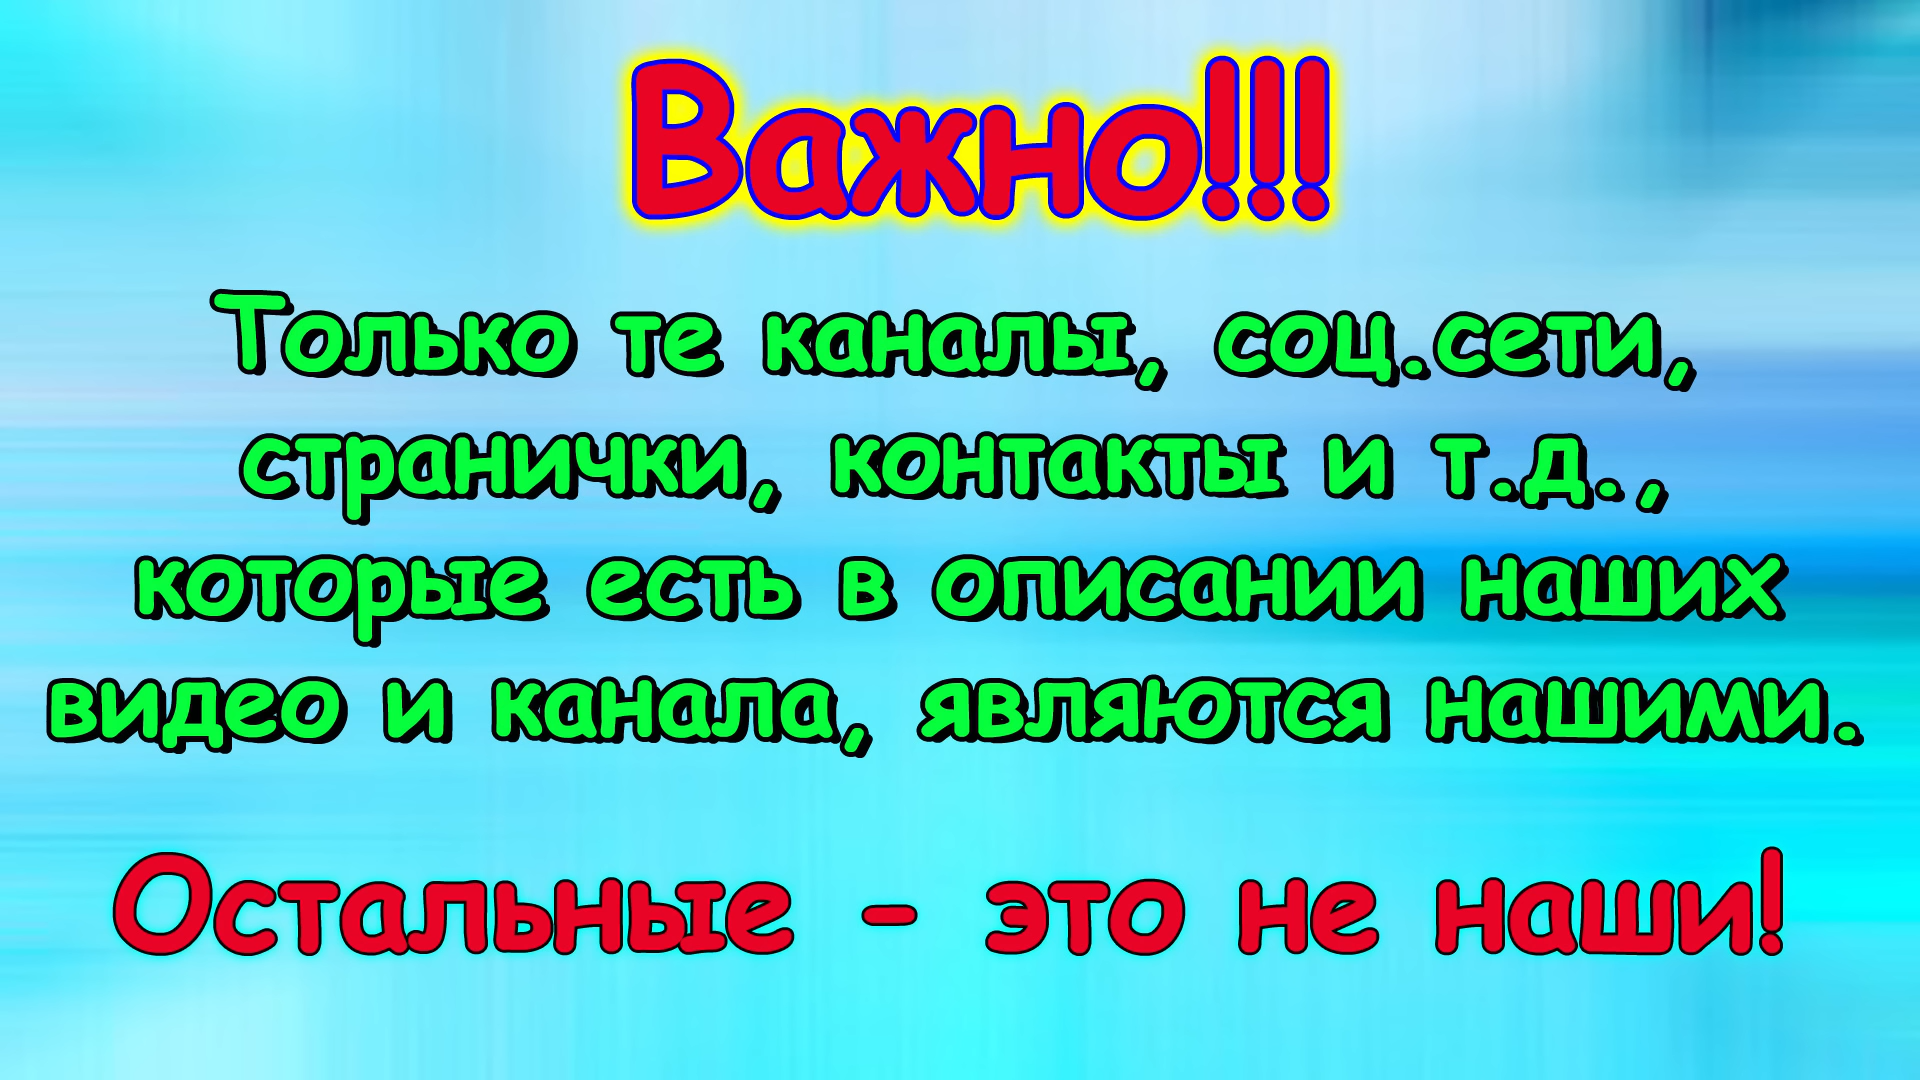 Важно!!!
Только те каналы, соц.сети,
странички, контакты и т.д.,
которые есть в описании наших
видео и канала, являются нашими.
Остальные - это не наши!